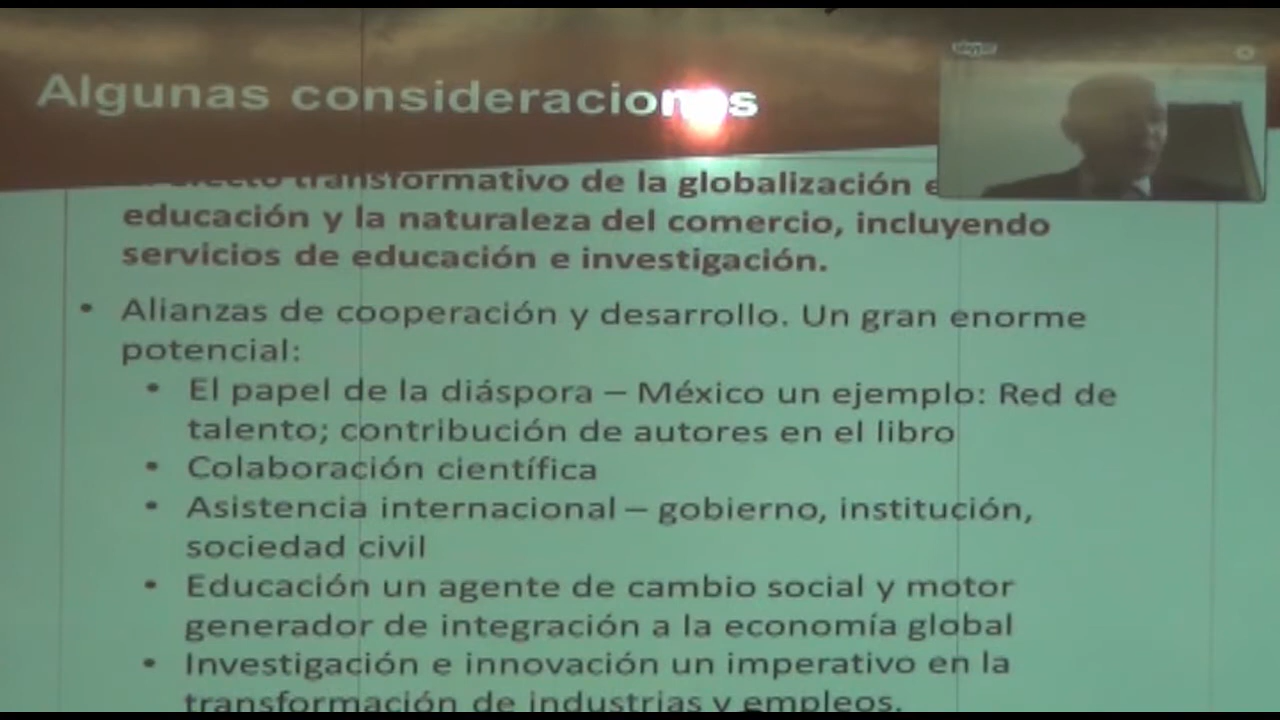 Algunas consideraciones
efecto transformativo de la globalización e
educación y la naturaleza del comercio, incluyendo
servicios de educación e investigación.
• Alianzas de cooperación y desarrollo. Un gran enorme
potencial:
• El papel de la diáspora – México un ejemplo: Red de
talento; contribución de autores en el libro
• Colaboración científica
• Asistencia internacional – gobierno, institución,
sociedad civil
• Educación un agente de cambio social y motor
generador de integración a la economía global
• Investigación e innovación un imperativo en la
transformación de industrias y empleos.